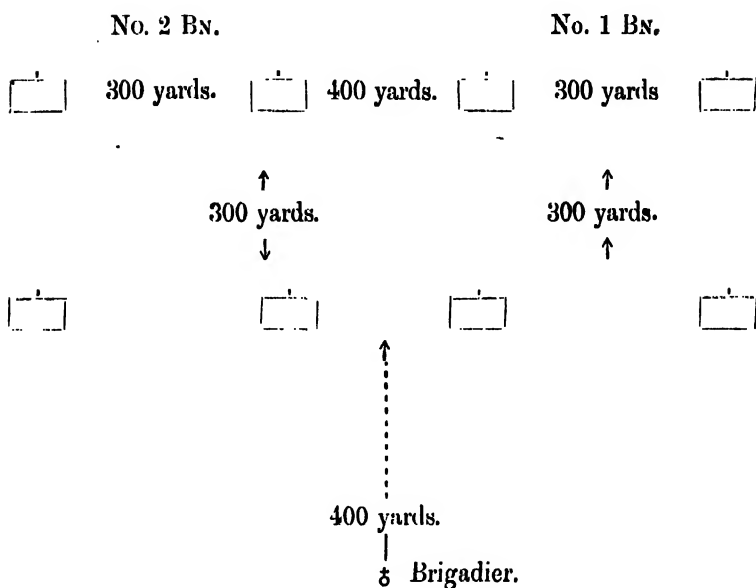 No. 2 Bn. No. 1 Bn.
300 yards. 400 yards. 300 yards
300 yards. 300 yards.
400 yards.
Brigadier.